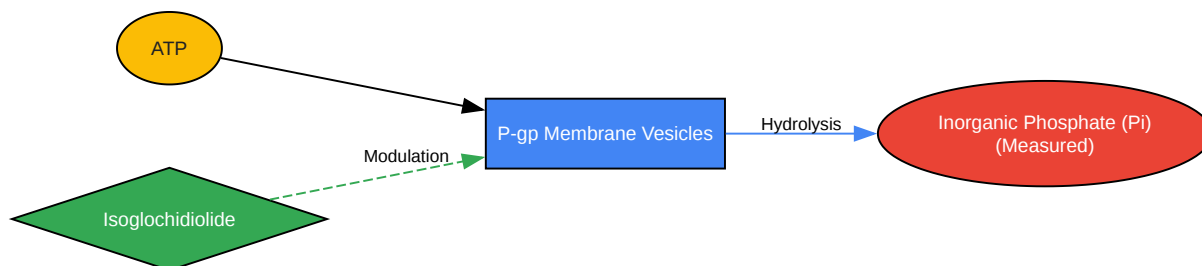 ATP
P-gp Membrane Vesicles
Hydrolysis
Inorganic Phosphate (Pi)
(Measured)
Modulation
Isoglochidiolide